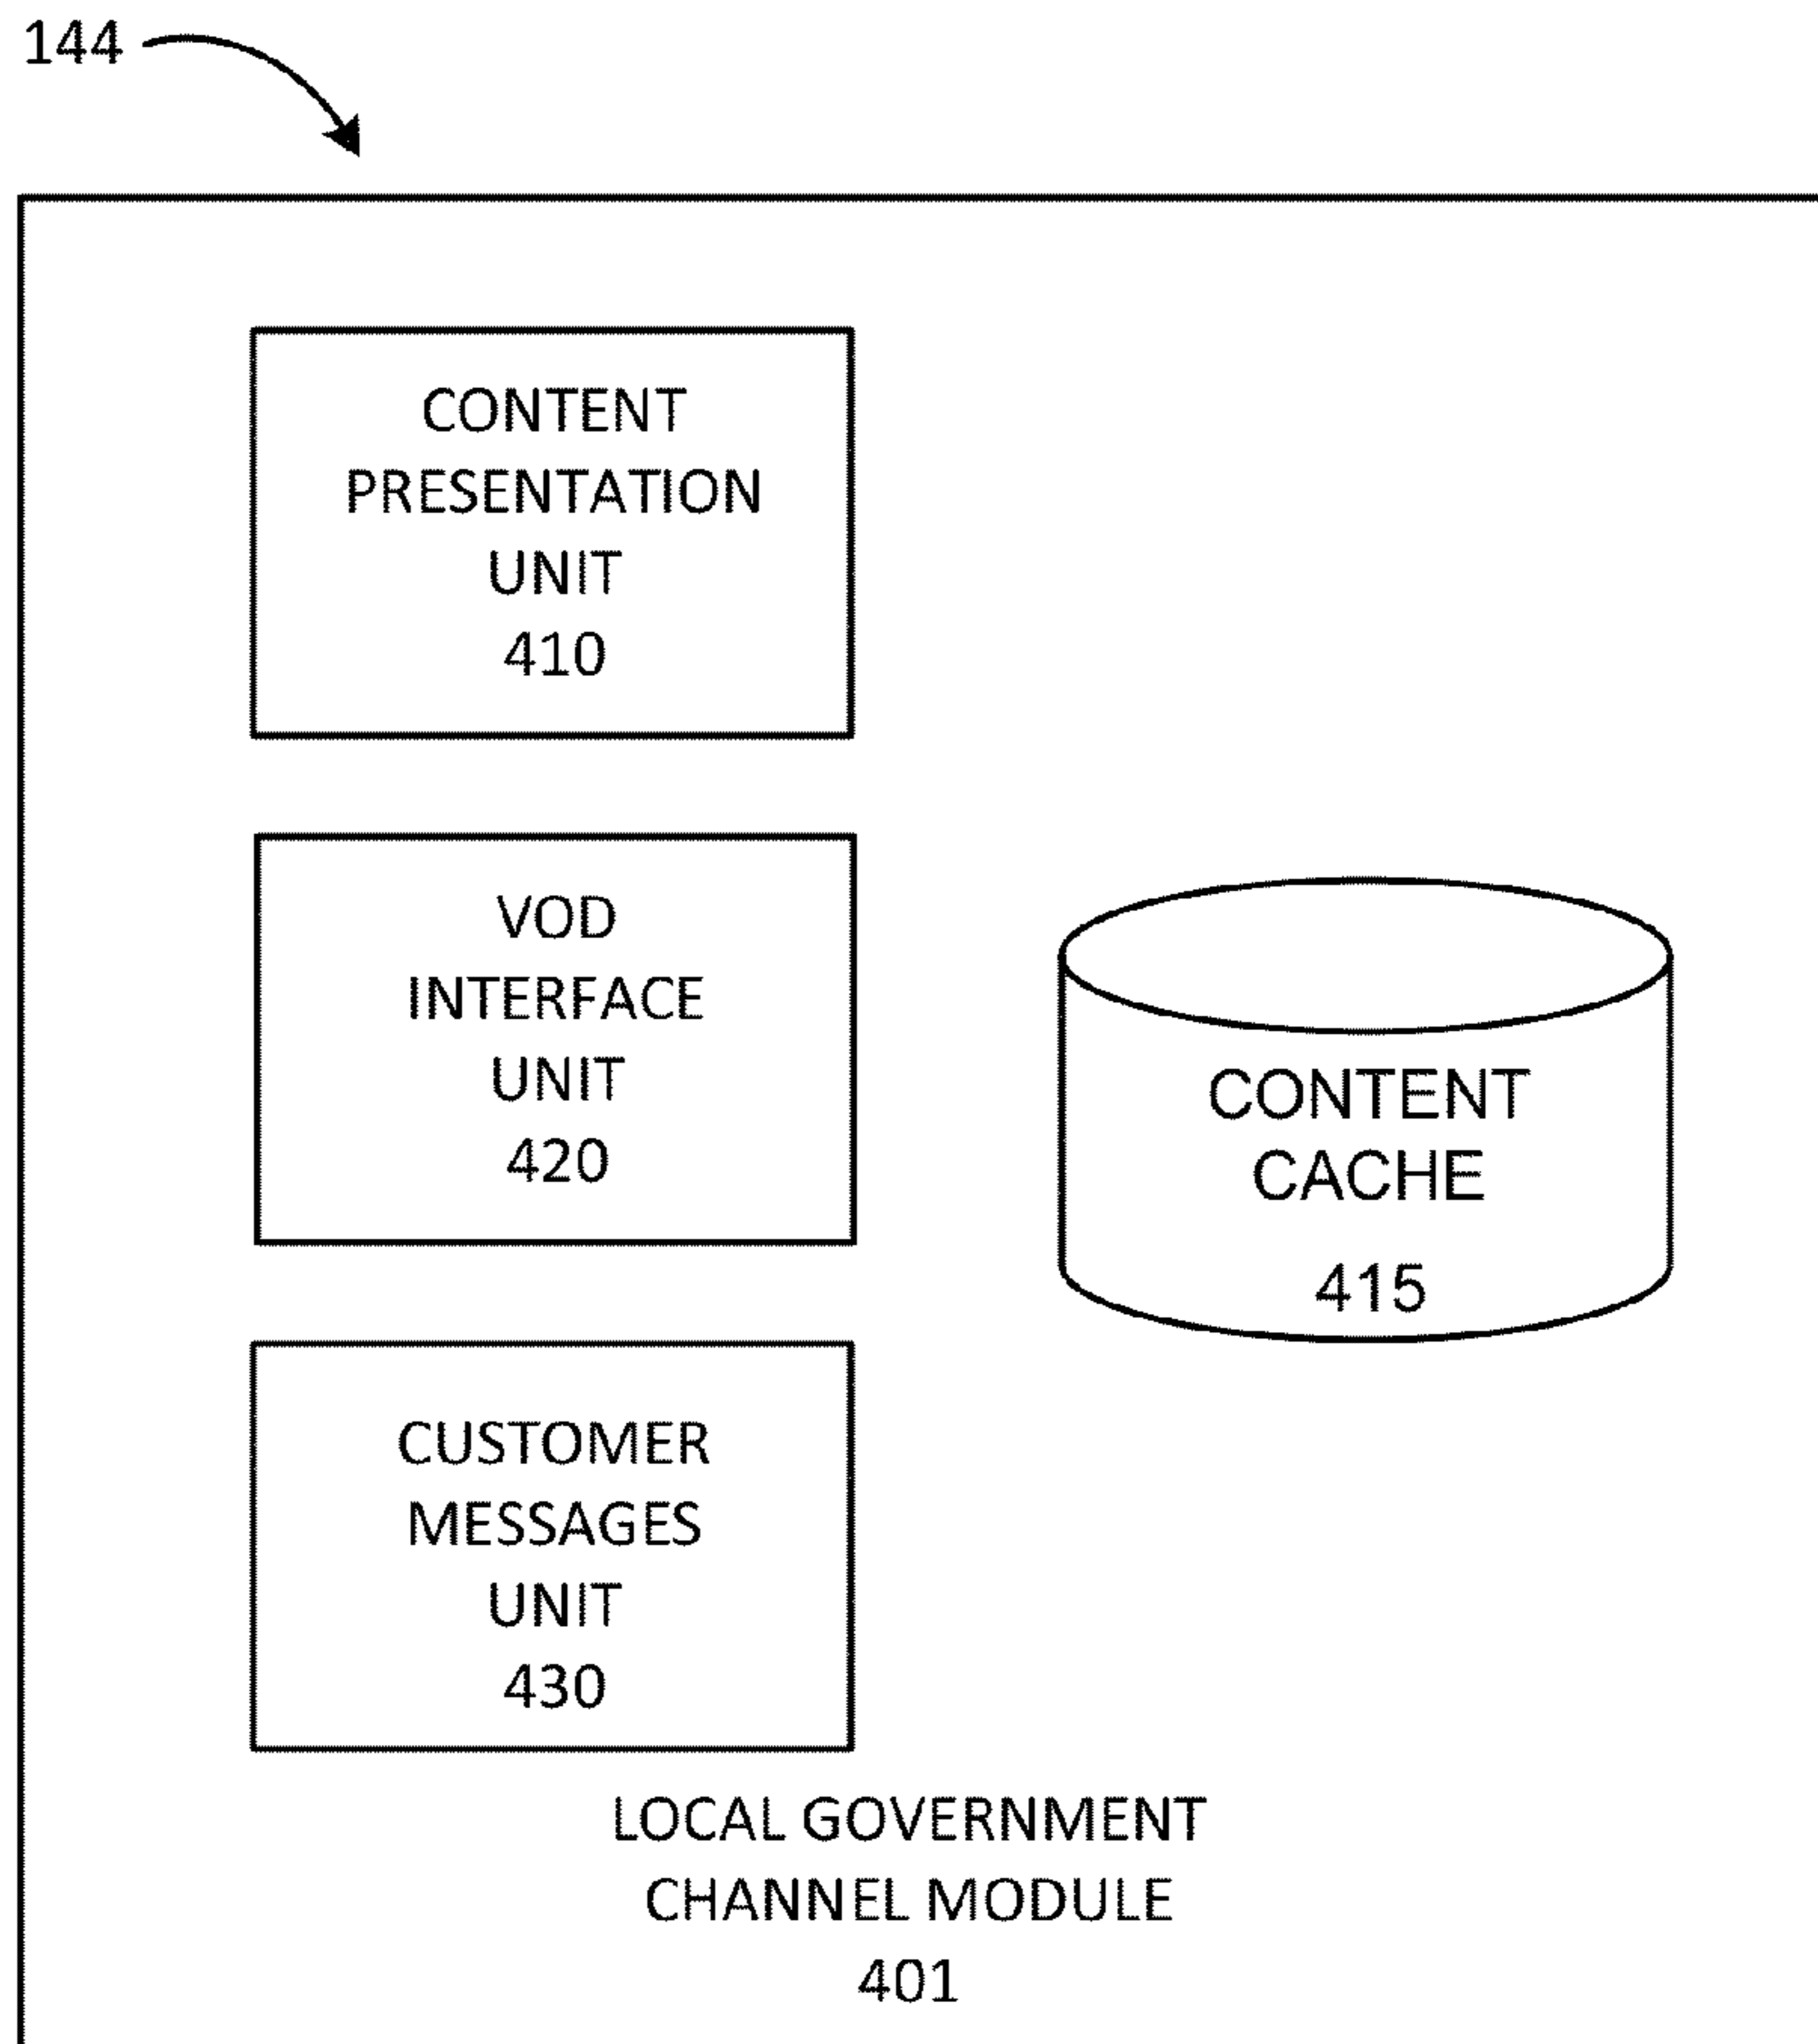 144
CONTENT
PRESENTATION
UNIT
410
VOD
INTERFACE
UNIT
420
CONTENT
CACHE
415
CUSTOMER
MESSAGES
UNIT
430
LOCAL GOVERNMENT
CHANNEL MODULE
401